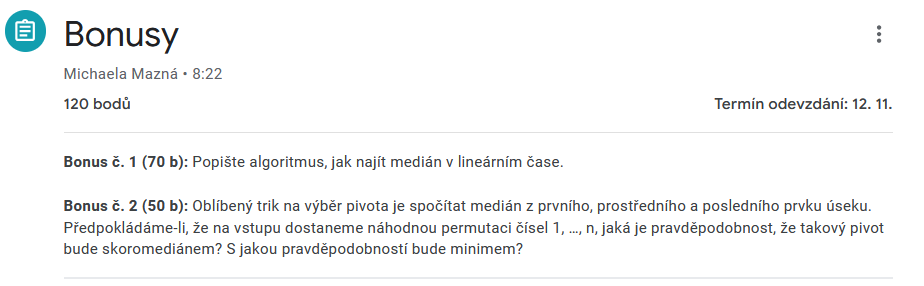 Bonusy
Michaela Mazná • 8:22
120 bodů
Termín odevzdání: 12. 11.
Bonus č. 1 (70 b): Popište algoritmus, jak najít medián v lineárním čase.
Bonus č. 2 (50 b): Oblíbený trik na výběr pivota je spočítat medián z prvního, prostředního a posledního prvku úseku.
Předpokládáme-li, že na vstupu dostaneme náhodnou permutaci čísel 1, …, n, jaká je pravděpodobnost, že takový pivot
bude skoromediánem? S jakou pravděpodobností bude minimem?